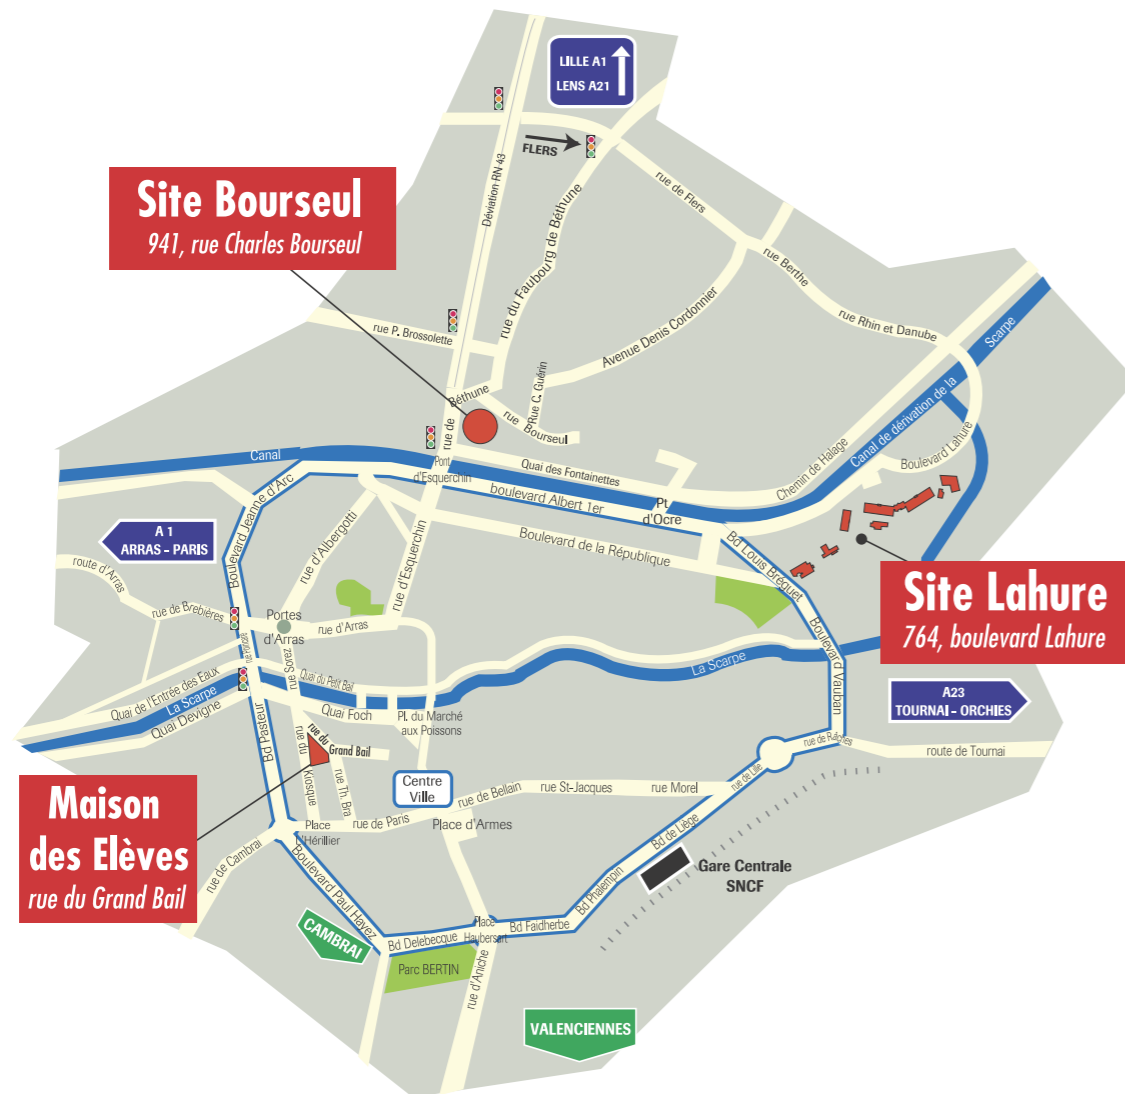 LILLE A1
LENS A21
FLERS
Déviation RN 43
rue du Faubourg de Béthune
rue de Flers
rue Berthe
rue Rhin et Danube
Avenue Denis Cordonnier
Site Bourseul
941, rue Charles Bourseul
rue P. Brossolette
rue de
Béthune
Rue C. Guérin
rue Bourseul
Scarpe
Canal de dérivation de la
Chemin de Halage
Boulevard Lahure
Canal
Pont
d'Esquerchin
Quai des Fontainettes
boulevard Albert 1er
Pt
d'Ocre
Boulevard de la République
Bd Louis Bréguet
Boulevard Jeanne d'Arc
rue d'Albergotti
rue d'Esquerchin
A 1
ARRAS - PARIS
route d'Arras
rue de Brebières
Portes
d'Arras
rue d'Arras
Site Lahure
764, boulevard Lahure
Boulevard Vauban
La Scarpe
rue Sorez
Quai du Petit Bail
Quai de l'Entrée des Eaux
La Scarpe
Quai Devigne
Quai Foch
Pl. du Marché
aux Poissons
A23
TOURNAI - ORCHIES
rue de Râches
route de Tournai
Bd Pasteur
rue du
Kiosque
rue du
Grand Bail
rue Th. Bra
Centre
Ville
rue de Bellain
rue St-Jacques
rue Morel
rue de Lille
Maison
des Elèves
rue du Grand Bail
Place
L'Hérillier
rue de Paris
Place d'Armes
rue de Cambrai
Boulevard Paul Hayez
Bd de Liège
Bd Phalempin
Gare Centrale
SNCF
CAMBRAI
Bd Delebecque
Place
Haubersart
Bd Faidherbe
Parc BERTIN
rue d'Aniche
VALENCIENNES